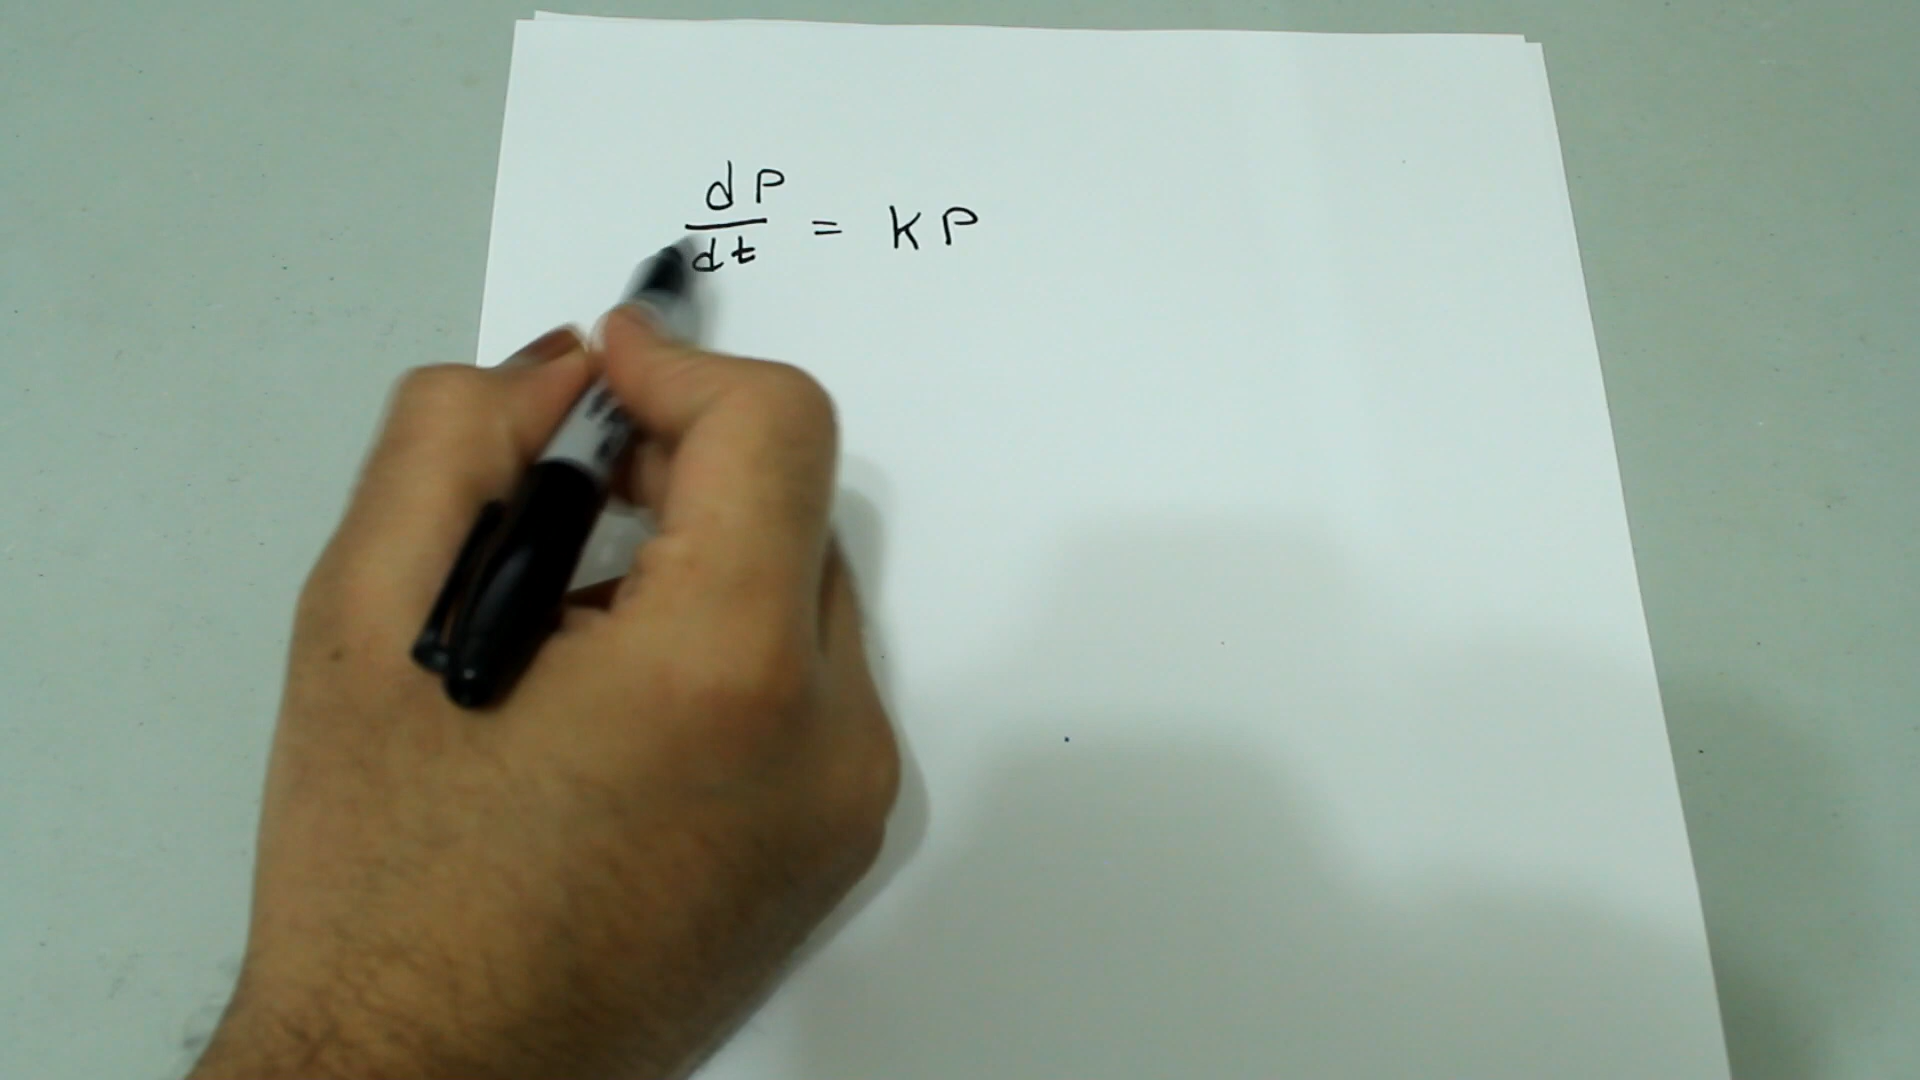 dP/dt = kP